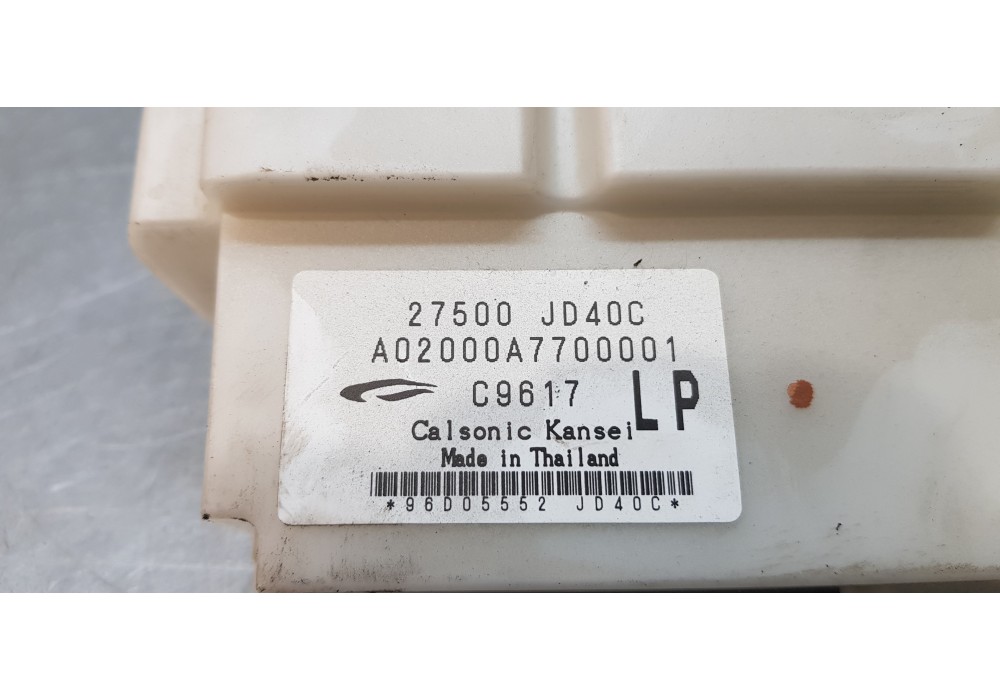 27500 JD40C
A02000A7700001
C9617 LP
Calsonic Kansei
Made in Thailand
*96D05552 JD40C*